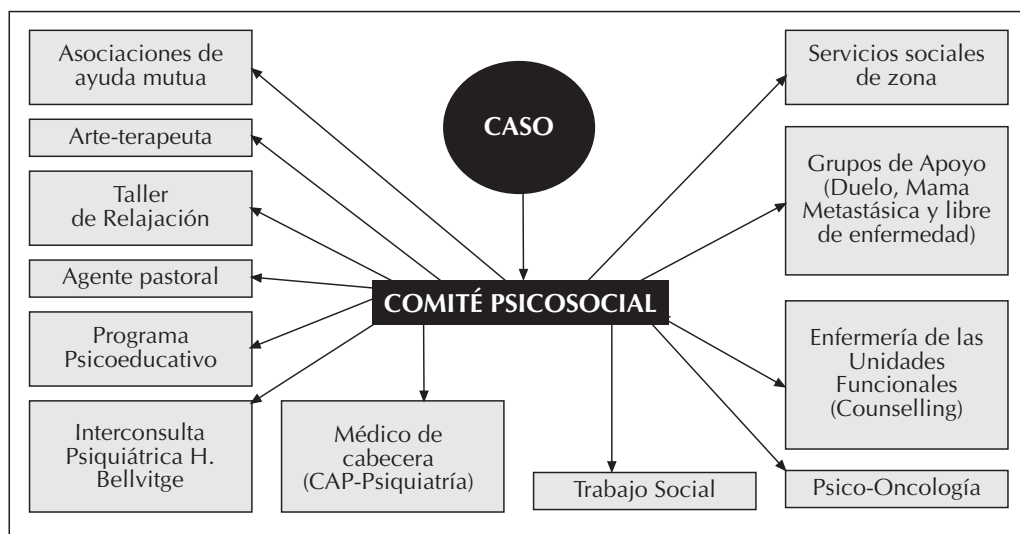 Asociaciones de
ayuda mutua
Arte-terapeuta
Taller
de Relajación
Agente pastoral
Programa
Psicoeducativo
Interconsulta
Psiquiátrica H.
Bellvitge
CASO
COMITÉ PSICOSOCIAL
Médico de
cabecera
(CAP-Psiquiatría)
Trabajo Social
Servicios sociales
de zona
Grupos de Apoyo
(Duelo, Mama
Metastásica y libre
de enfermedad)
Enfermería de las
Unidades
Funcionales
(Counselling)
Psico-Oncología